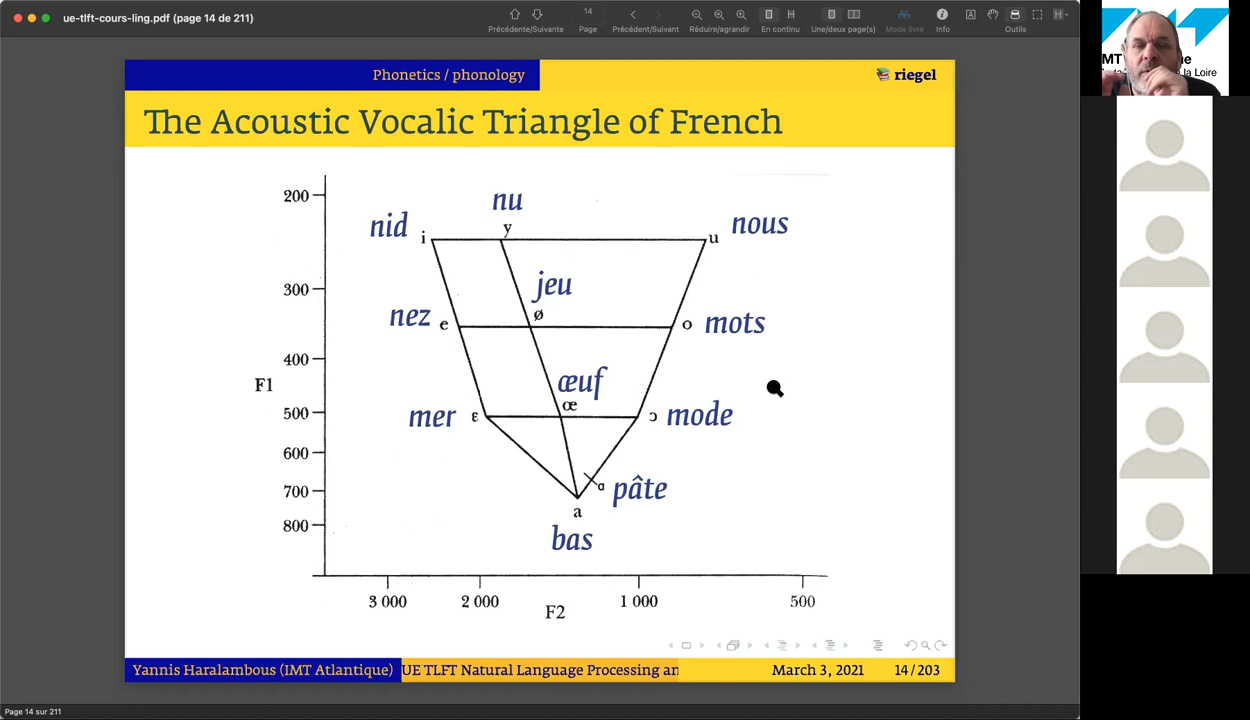 ue-tlft-cours-ling.pdf (page 14 de 211)
14
Précédente/Suivante Page Précédent/Suivant Réduire/agrandir En continu Une/deux page(s) Mode livre Info Outils
Phonetics / phonology
riegel
The Acoustic Vocalic Triangle of French
200
nu
nid
nous
i
y
u
300
jeu
nez
e
ø
o
mots
400
F1
œuf
500
mer
ɛ
œ
ɔ
mode
600
700
ɑ
pâte
a
800
bas
3 000 2 000 1 000 500
F2
Yannis Haralambous (IMT Atlantique) UE TLFT Natural Language Processing an March 3, 2021 14/203
Page 14 sur 211